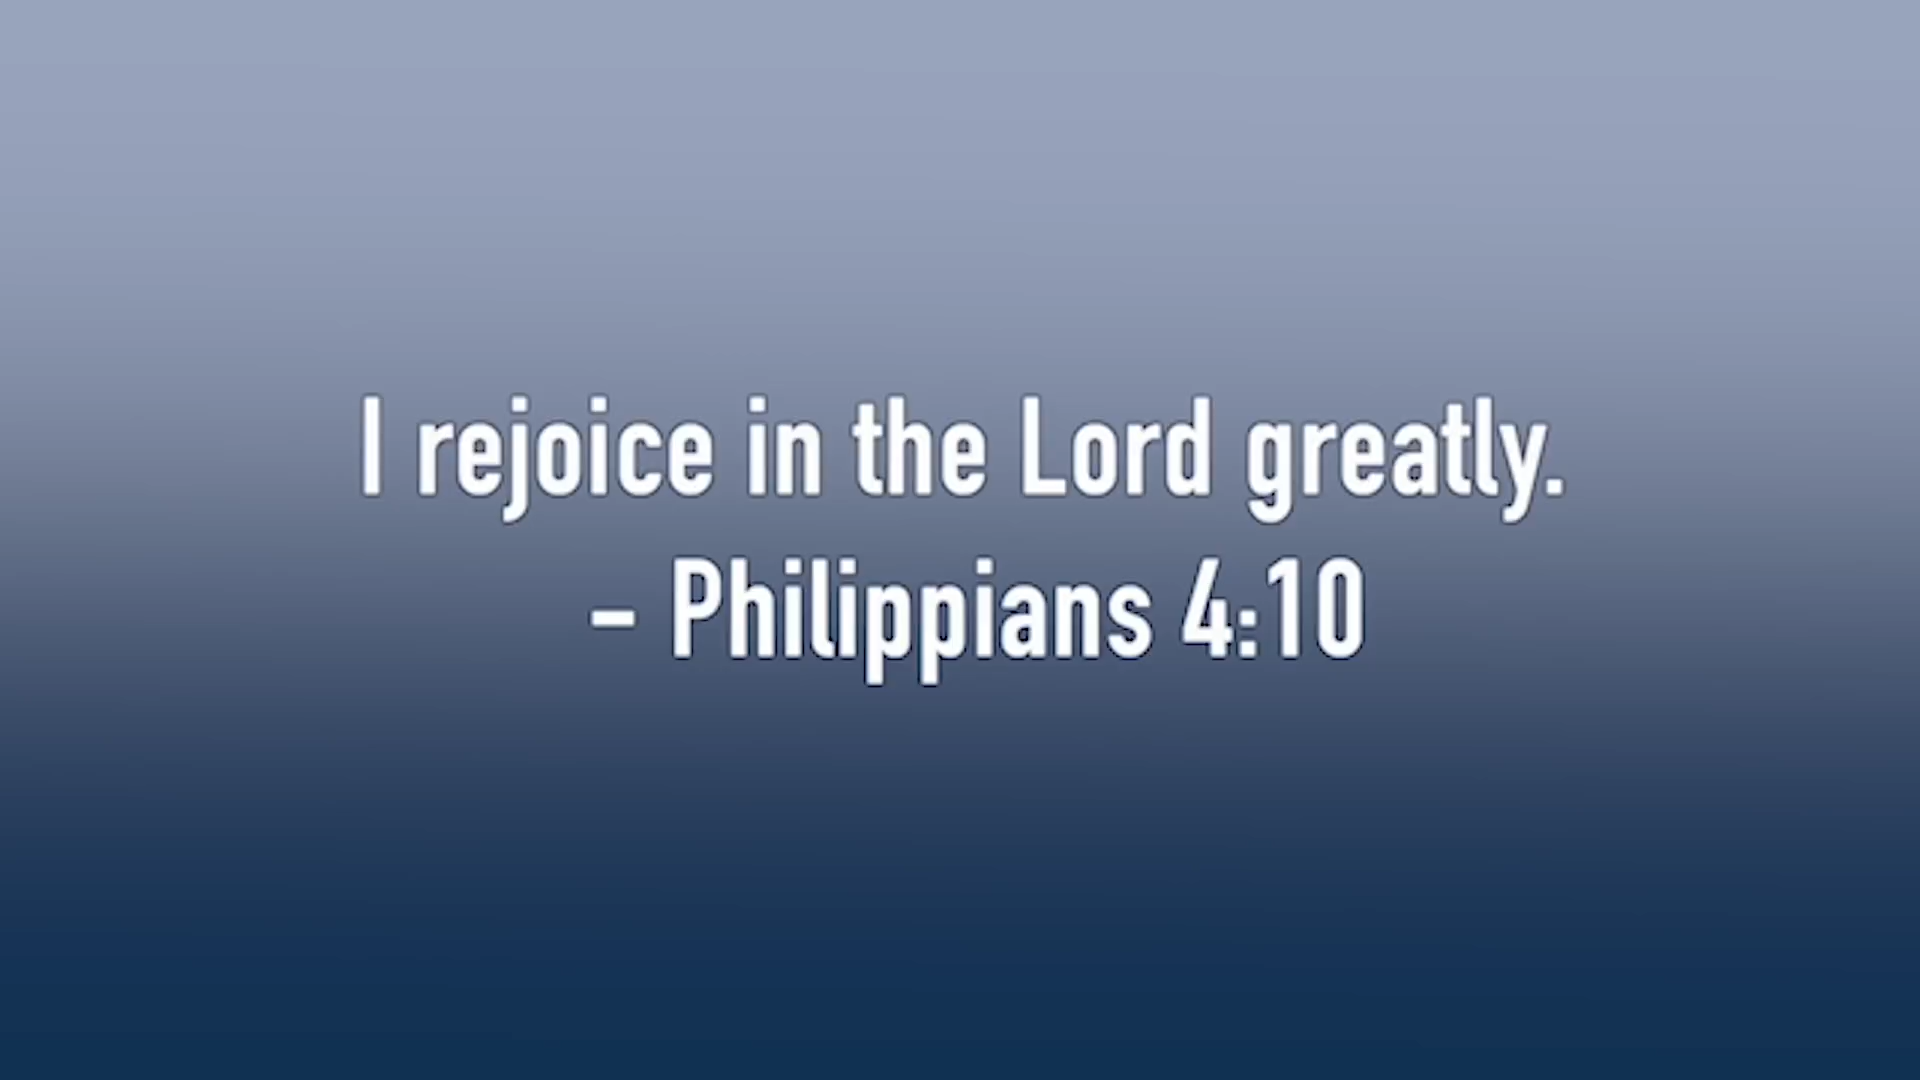 I rejoice in the Lord greatly.
– Philippians 4:10